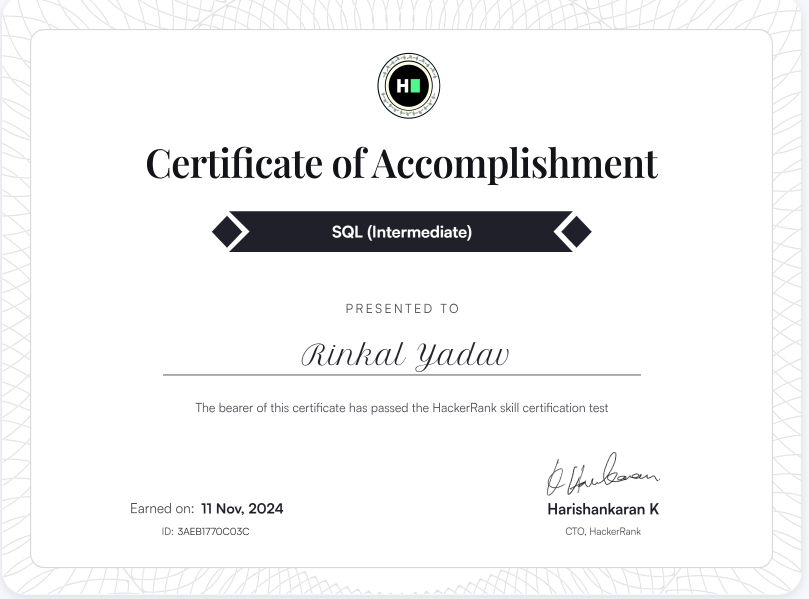 H
Certificate of Accomplishment
SQL (Intermediate)
PRESENTED TO
Rinkal Yadav
The bearer of this certificate has passed the HackerRank skill certification test
Earned on: 11 Nov, 2024
ID: 3AEB1770C03C
Harishankaran K
CTO, HackerRank